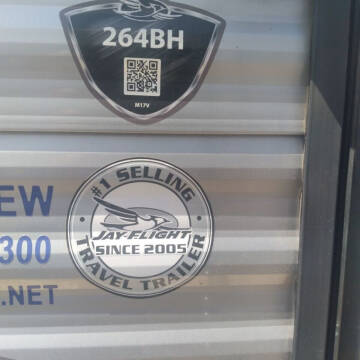 264BH
M17V
#1 SELLING
JAY-FLIGHT
SINCE 2005
TRAVEL TRAILER
EW
300
.NET